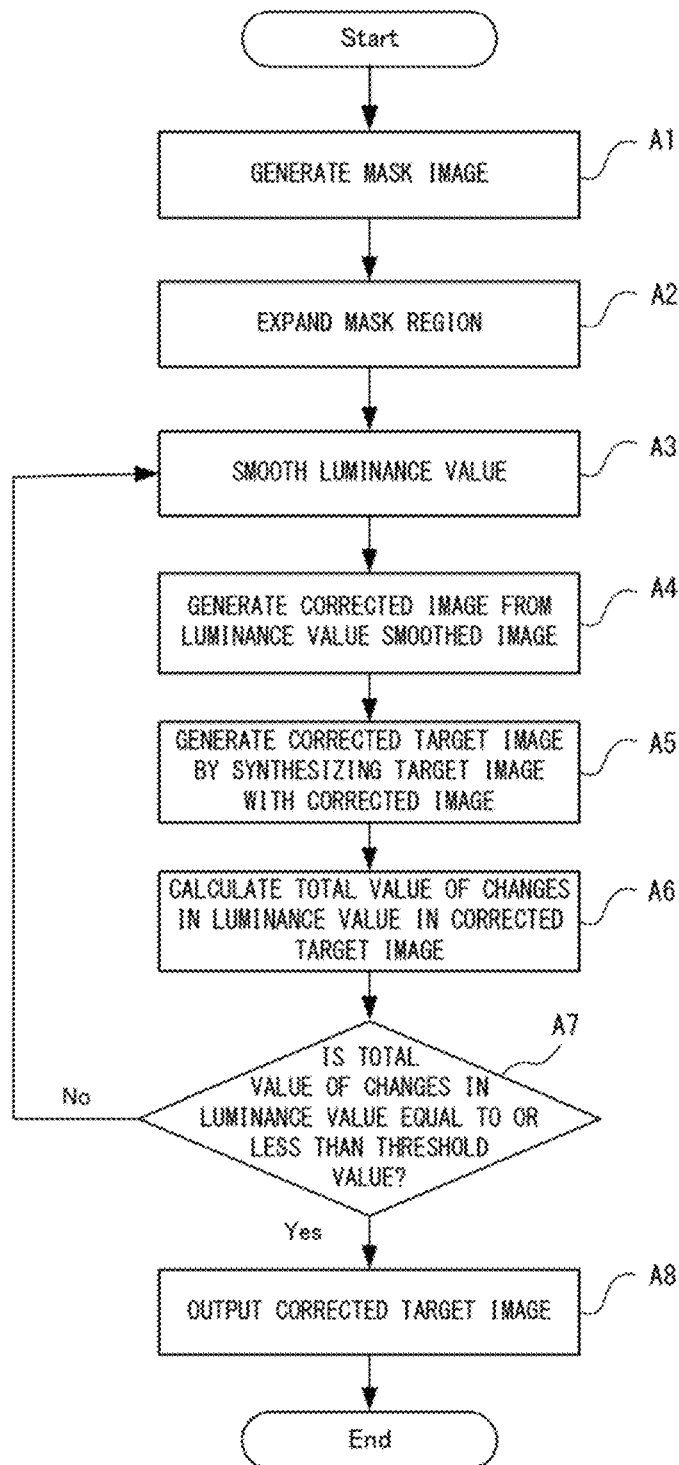 Start
GENERATE MASK IMAGE
A1
EXPAND MASK REGION
A2
SMOOTH LUMINANCE VALUE
A3
GENERATE CORRECTED IMAGE FROM
LUMINANCE VALUE SMOOTHED IMAGE
A4
GENERATE CORRECTED TARGET IMAGE
BY SYNTHESIZING TARGET IMAGE
WITH CORRECTED IMAGE
A5
CALCULATE TOTAL VALUE OF CHANGES
IN LUMINANCE VALUE IN CORRECTED
TARGET IMAGE
A6
IS TOTAL
VALUE OF CHANGES IN
LUMINANCE VALUE EQUAL TO OR
LESS THAN THRESHOLD
VALUE?
A7
No
Yes
OUTPUT CORRECTED TARGET IMAGE
A8
End